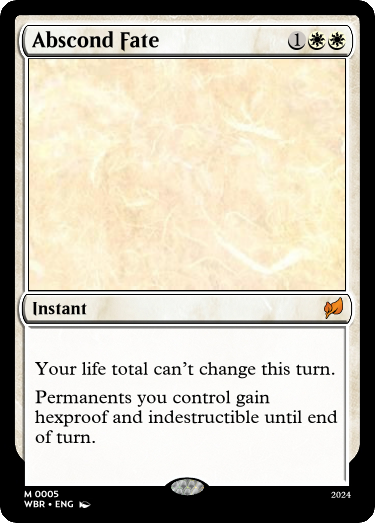 Abscond Fate 1
Instant
Your life total can't change this turn.
Permanents you control gain
hexproof and indestructible until end
of turn.
M 0005
WBR • ENG
2024